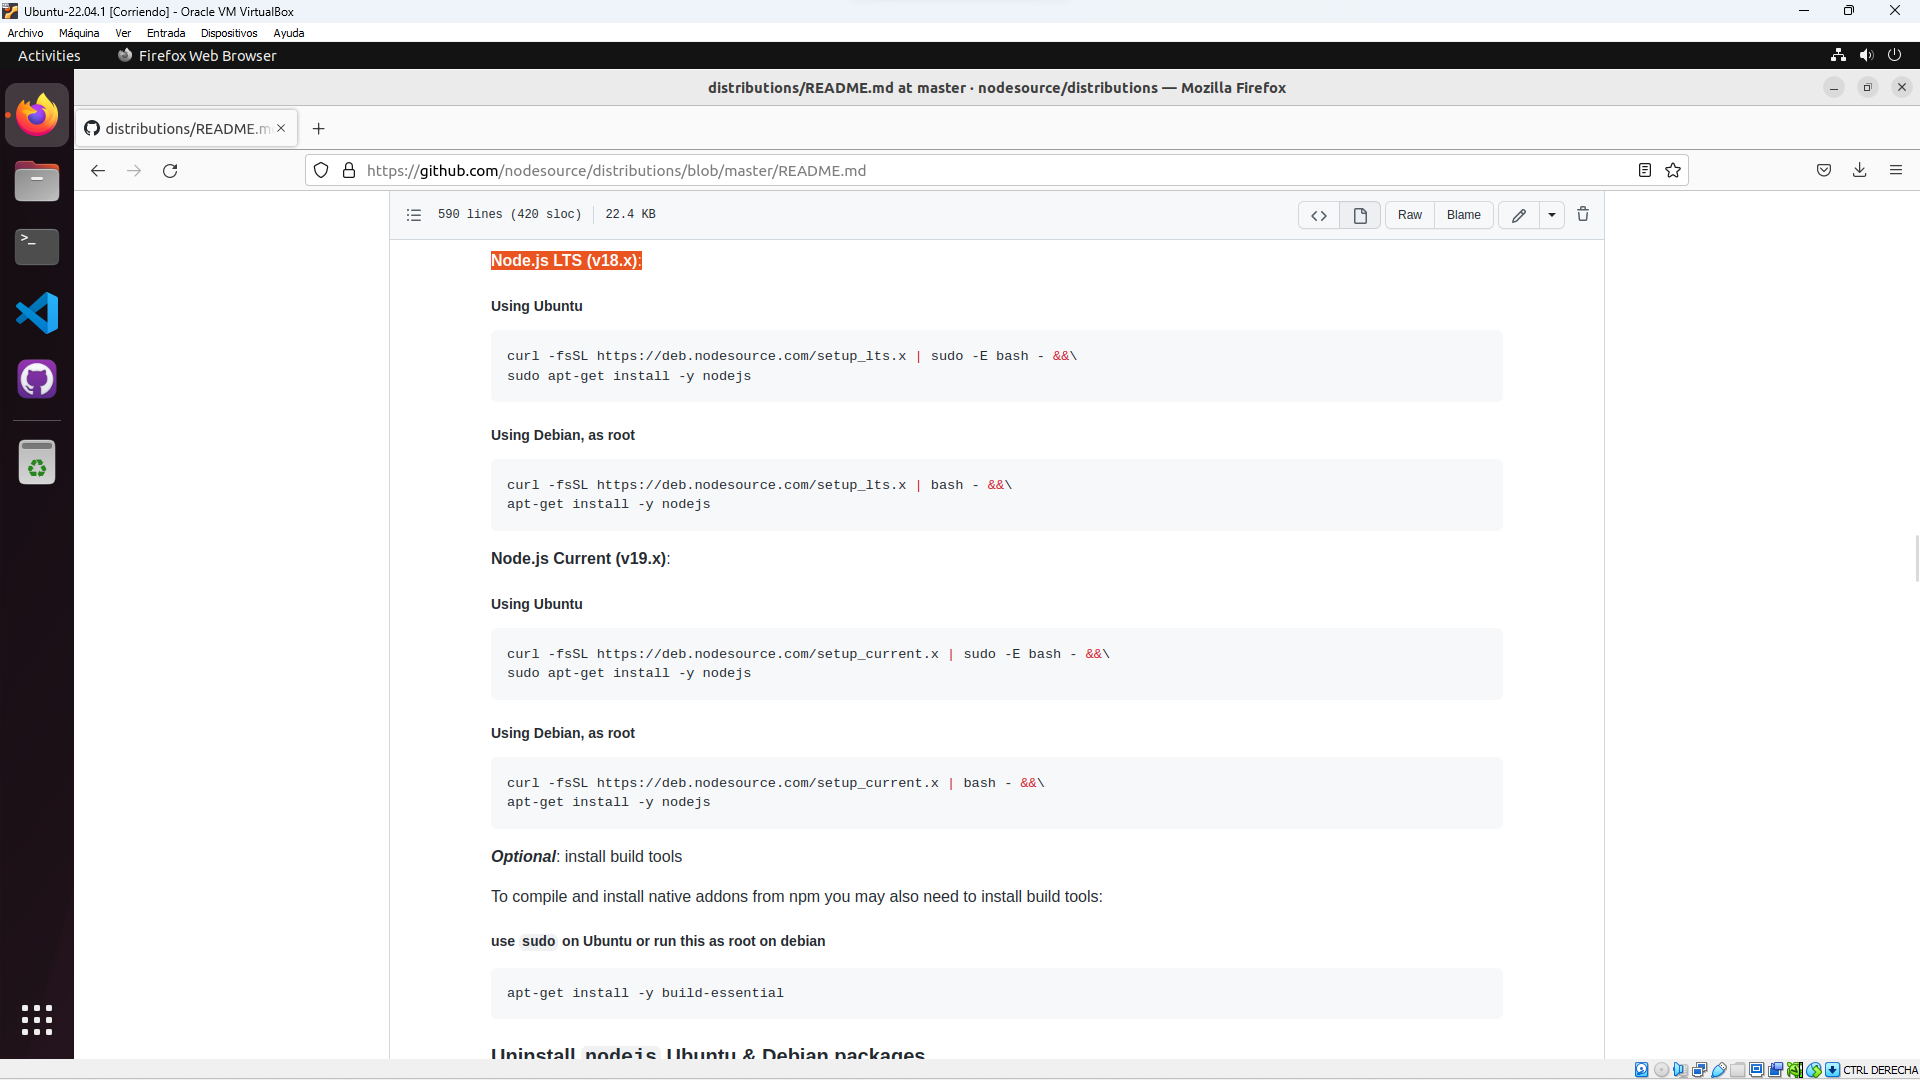 Ubuntu-22.04.1 [Corriendo] - Oracle VM VirtualBox
Archivo Máquina Ver Entrada Dispositivos Ayuda
Activities Firefox Web Browser
distributions/README.md at master · nodesource/distributions — Mozilla Firefox
distributions/README.m
https://github.com/nodesource/distributions/blob/master/README.md
590 lines (420 sloc) 22.4 KB
Raw Blame
Node.js LTS (v18.x):
Using Ubuntu
curl -fsSL https://deb.nodesource.com/setup_lts.x | sudo -E bash - &&\
sudo apt-get install -y nodejs
Using Debian, as root
curl -fsSL https://deb.nodesource.com/setup_lts.x | bash - &&\
apt-get install -y nodejs
Node.js Current (v19.x):
Using Ubuntu
curl -fsSL https://deb.nodesource.com/setup_current.x | sudo -E bash - &&\
sudo apt-get install -y nodejs
Using Debian, as root
curl -fsSL https://deb.nodesource.com/setup_current.x | bash - &&\
apt-get install -y nodejs
Optional: install build tools
To compile and install native addons from npm you may also need to install build tools:
use sudo on Ubuntu or run this as root on debian
apt-get install -y build-essential
Uninstall nodejs Ubuntu & Debian packages
CTRL DERECHA